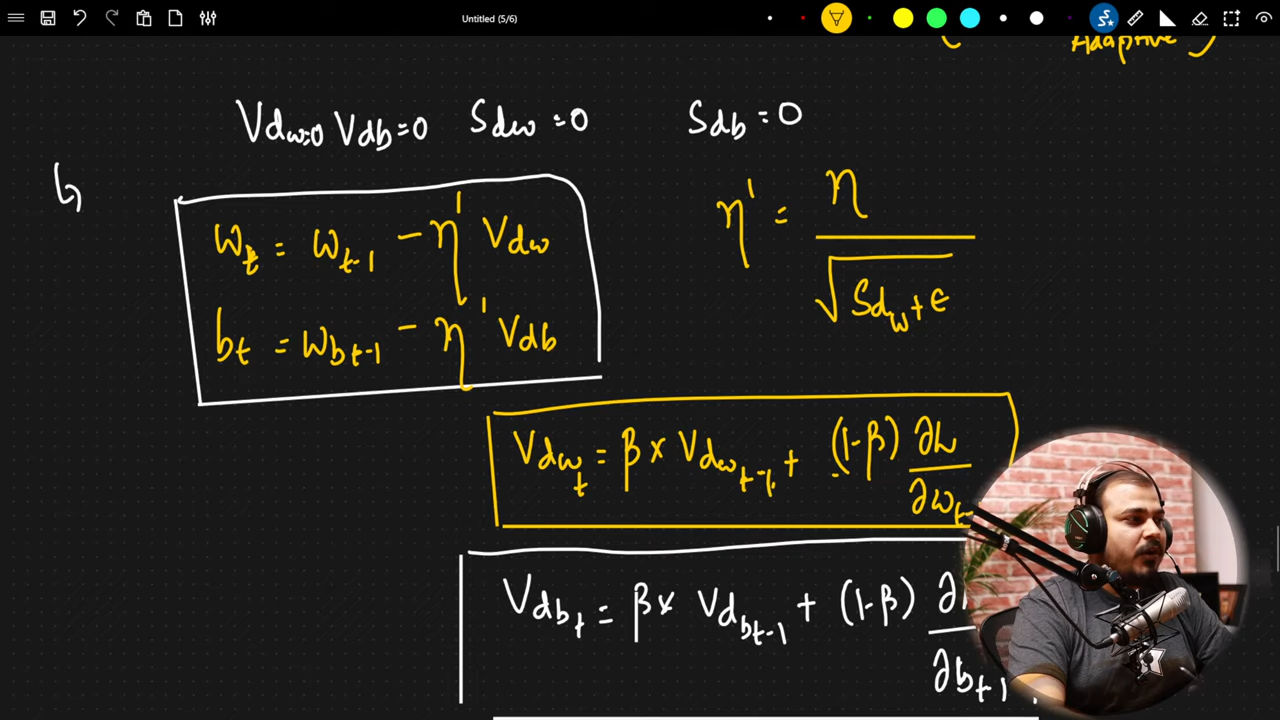 Untitled (5/6)
Adaptive )
Vdw=0 Vdb=0 Sdw=0 Sdb=0
wt = wt-1 - η' Vdw
η' = η / √(Sdw+ε)
bt = wbt-1 - η' Vdb
Vdwt = β × Vdwt-1 + (1-β) ∂L/∂wt-
Vdbt = β × Vdbt-1 + (1-β) ∂ /∂bt-1